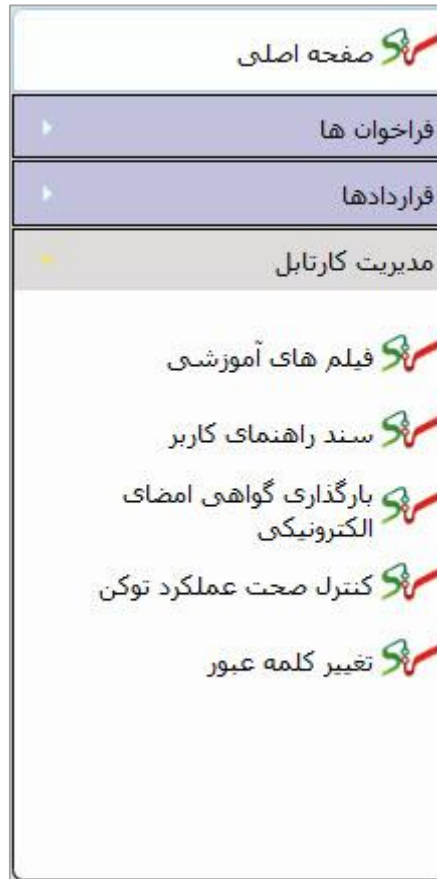 صفحه اصلی
فراخوان ها
قراردادها
مدیریت کارتابل
فیلم های آموزشی
سند راهنمای کاربر
بارگذاری گواهی امضای
الکترونیکی
کنترل صحت عملکرد توکن
تغییر کلمه عبور